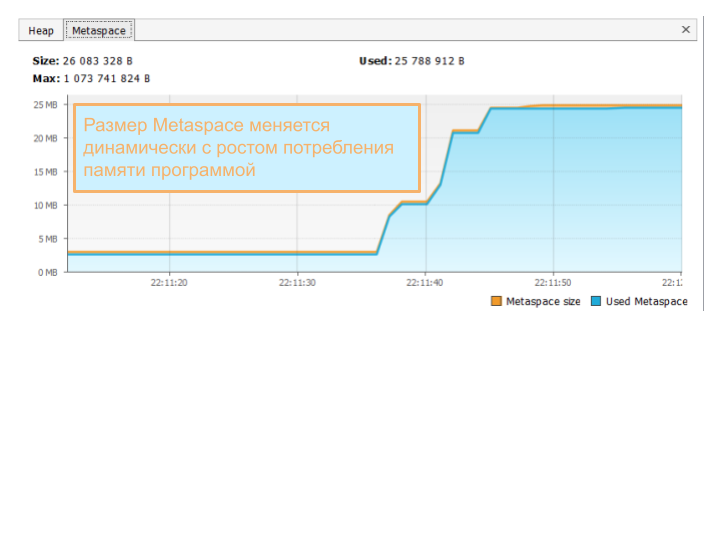 Heap Metaspace ×
Size: 26 083 328 B Used: 25 788 912 B
Max: 1 073 741 824 B
25 MB
20 MB
15 MB
10 MB
5 MB
0 MB
Размер Metaspace меняется
динамически с ростом потребления
памяти программой
22:11:20 22:11:30 22:11:40 22:11:50 22:1
Metaspace size Used Metaspace